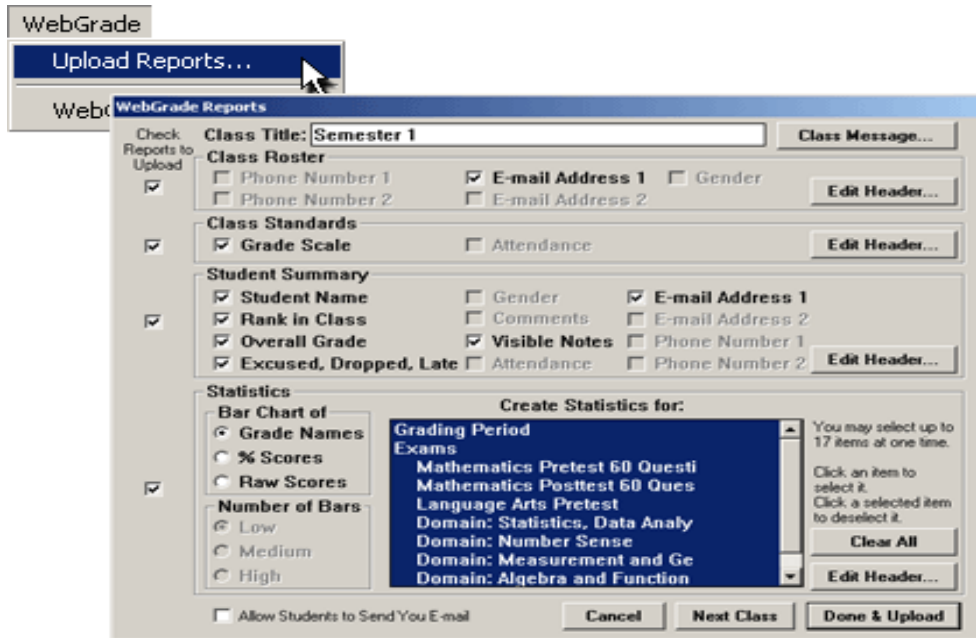 WebGrade
Upload Reports...
WebGrade Reports
Check Reports to Upload
Class Title: Semester 1
Class Message...
Class Roster
Phone Number 1
E-mail Address 1
Gender
Phone Number 2
E-mail Address 2
Edit Header...
Class Standards
Grade Scale
Attendance
Edit Header...
Student Summary
Student Name
Gender
E-mail Address 1
Rank in Class
Comments
E-mail Address 2
Overall Grade
Visible Notes
Phone Number 1
Excused, Dropped, Late
Attendance
Phone Number 2
Edit Header...
Statistics
Bar Chart of
Grade Names
% Scores
Raw Scores
Number of Bars
Low
Medium
High
Create Statistics for:
Grading Period
Exams
Mathematics Pretest 60 Questi
Mathematics Posttest 60 Ques
Language Arts Pretest
Domain: Statistics, Data Analy
Domain: Number Sense
Domain: Measurement and Ge
Domain: Algebra and Function
You may select up to
17 items at one time.
Click an item to
select it.
Click a selected item
to deselect it.
Clear All
Edit Header...
Allow Students to Send You E-mail
Cancel
Next Class
Done & Upload